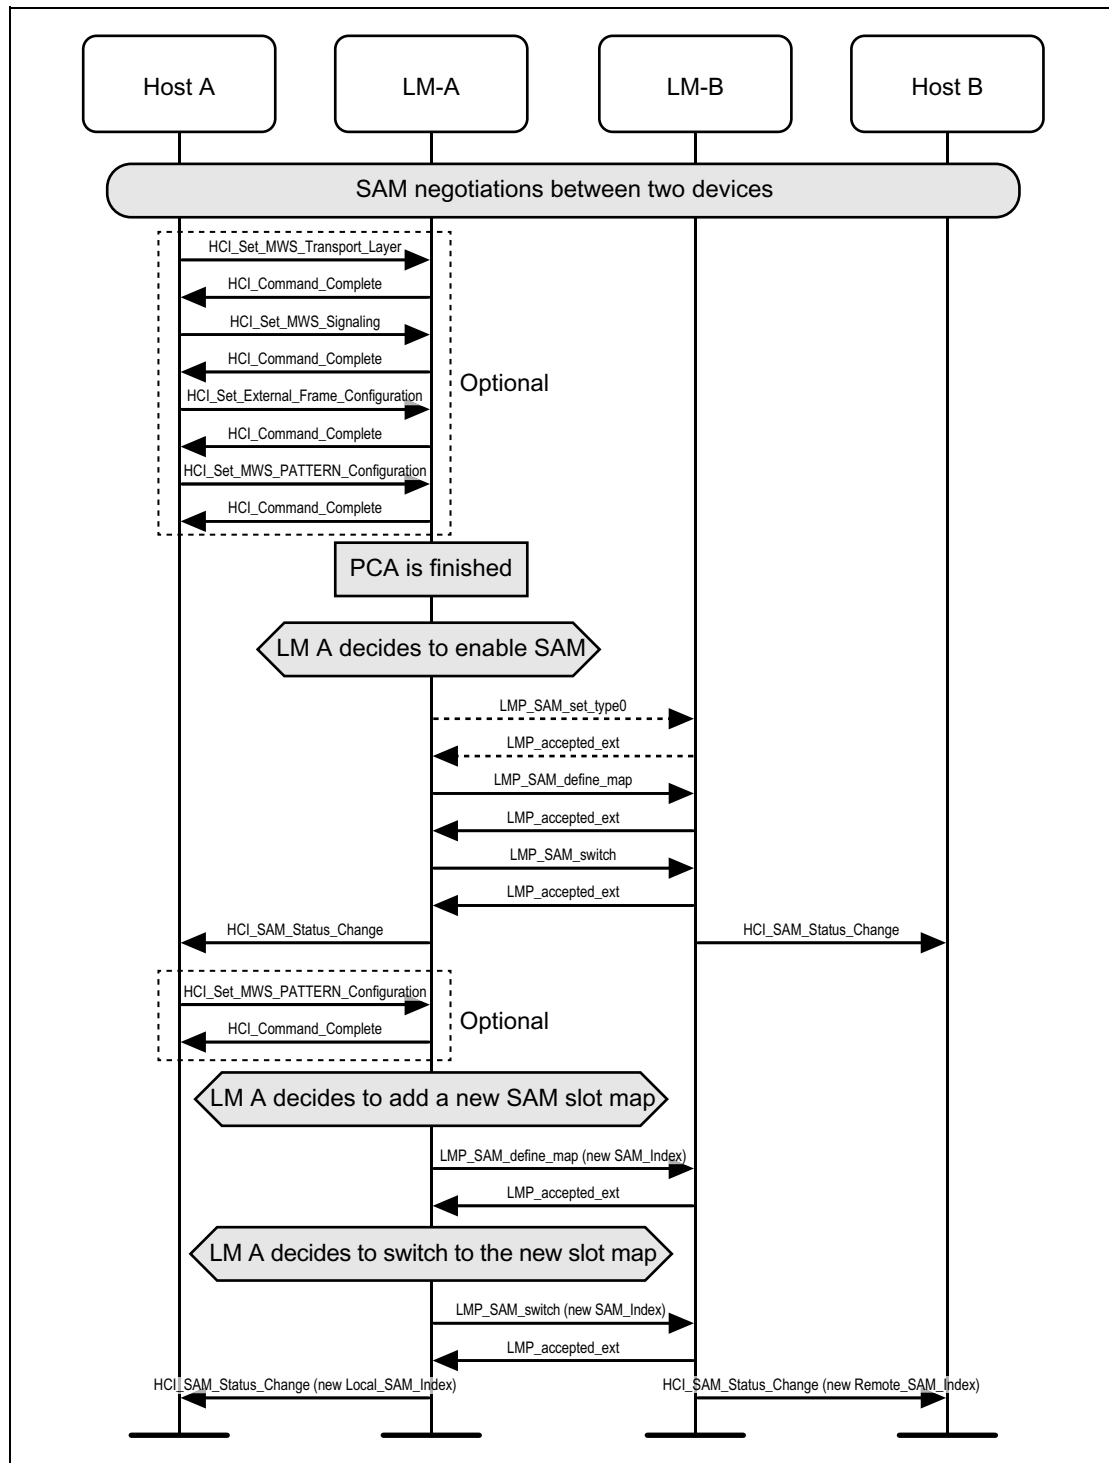 Host A
LM-A
LM-B
Host B
SAM negotiations between two devices
HCI_Set_MWS_Transport_Layer
HCI_Command_Complete
HCI_Set_MWS_Signaling
HCI_Command_Complete
Optional
HCI_Set_External_Frame_Configuration
HCI_Command_Complete
HCI_Set_MWS_PATTERN_Configuration
HCI_Command_Complete
PCA is finished
LM A decides to enable SAM
LMP_SAM_set_type0
LMP_accepted_ext
LMP_SAM_define_map
LMP_accepted_ext
LMP_SAM_switch
LMP_accepted_ext
HCI_SAM_Status_Change
HCI_SAM_Status_Change
HCI_Set_MWS_PATTERN_Configuration
HCI_Command_Complete
Optional
LM A decides to add a new SAM slot map
LMP_SAM_define_map (new SAM_Index)
LMP_accepted_ext
LM A decides to switch to the new slot map
LMP_SAM_switch (new SAM_Index)
LMP_accepted_ext
HCI_SAM_Status_Change (new Local_SAM_Index)
HCI_SAM_Status_Change (new Remote_SAM_Index)